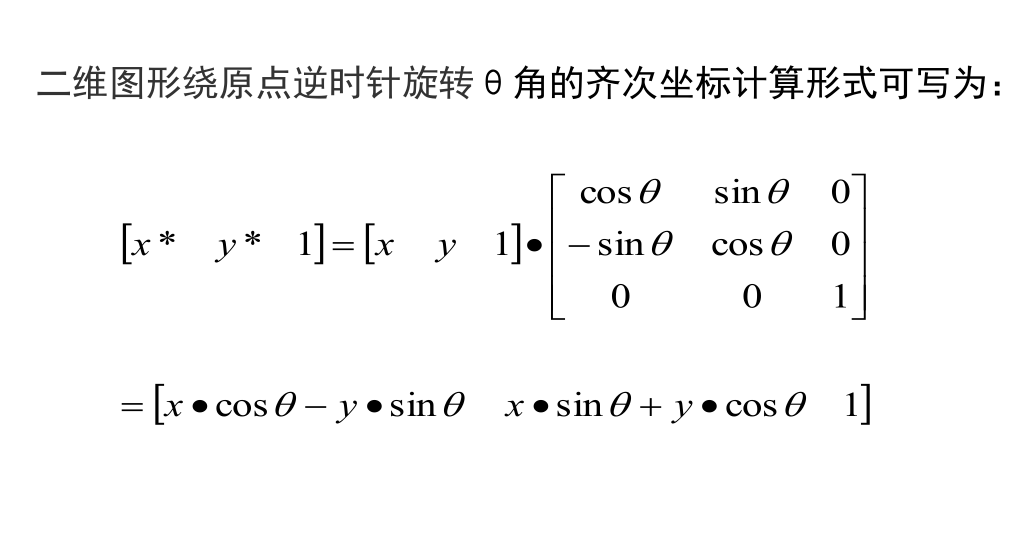 二维图形绕原点逆时针旋转θ角的齐次坐标计算形式可写为：
cosθ sinθ 0
[x* y* 1]=[x y 1]•[−sinθ cosθ 0]
0 0 1
=[x•cosθ−y•sinθ x•sinθ+y•cosθ 1]